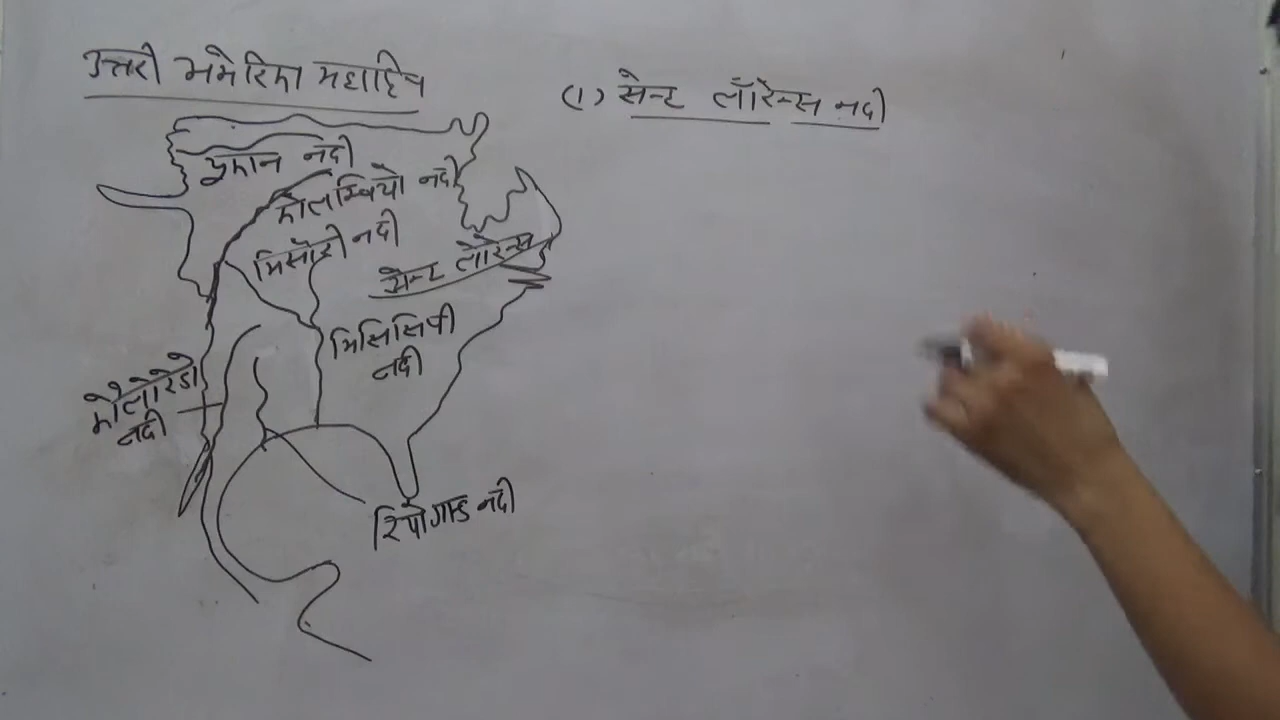 उत्तरी अमेरिका महाद्विप
(1) सेन्ट लॉरेन्स नदी
युकान नदी
कोलम्बियो नदी
मिसौरी नदी
सेन्ट लोरेन्स
मिसिसिपी
नदी
कोलोरेडो
नदी
रियोग्राण्ड नदी